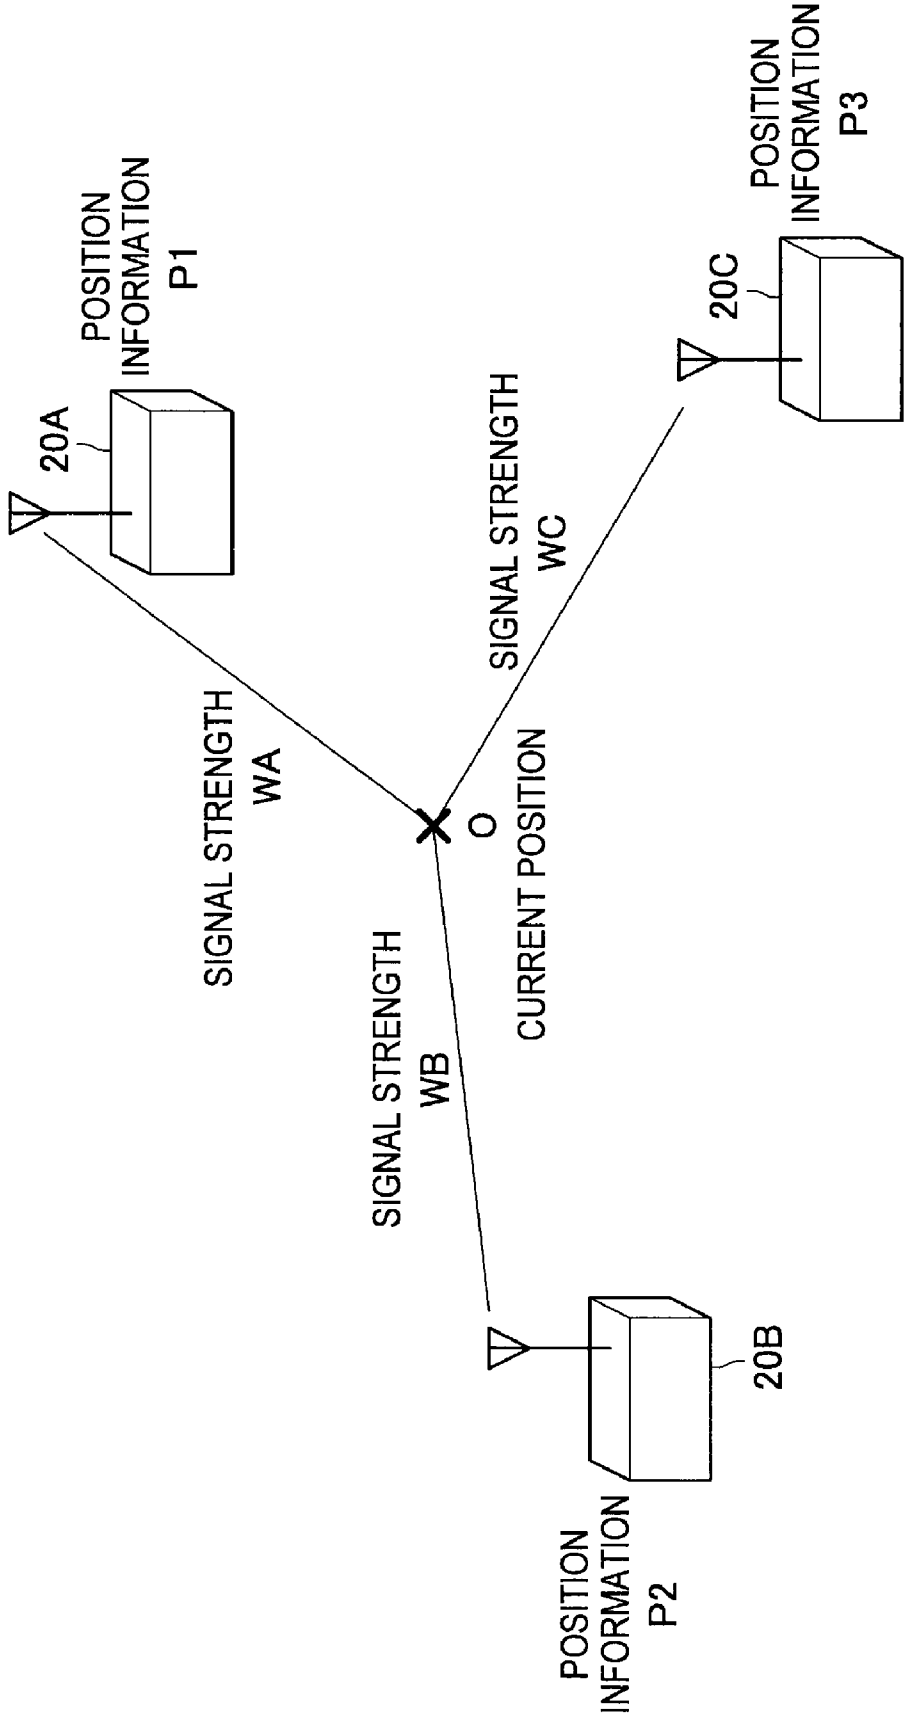 20A
POSITION
INFORMATION
P1
SIGNAL STRENGTH
WA
SIGNAL STRENGTH
WB
O
CURRENT POSITION
SIGNAL STRENGTH
WC
POSITION
INFORMATION
P2
20B
20C
POSITION
INFORMATION
P3